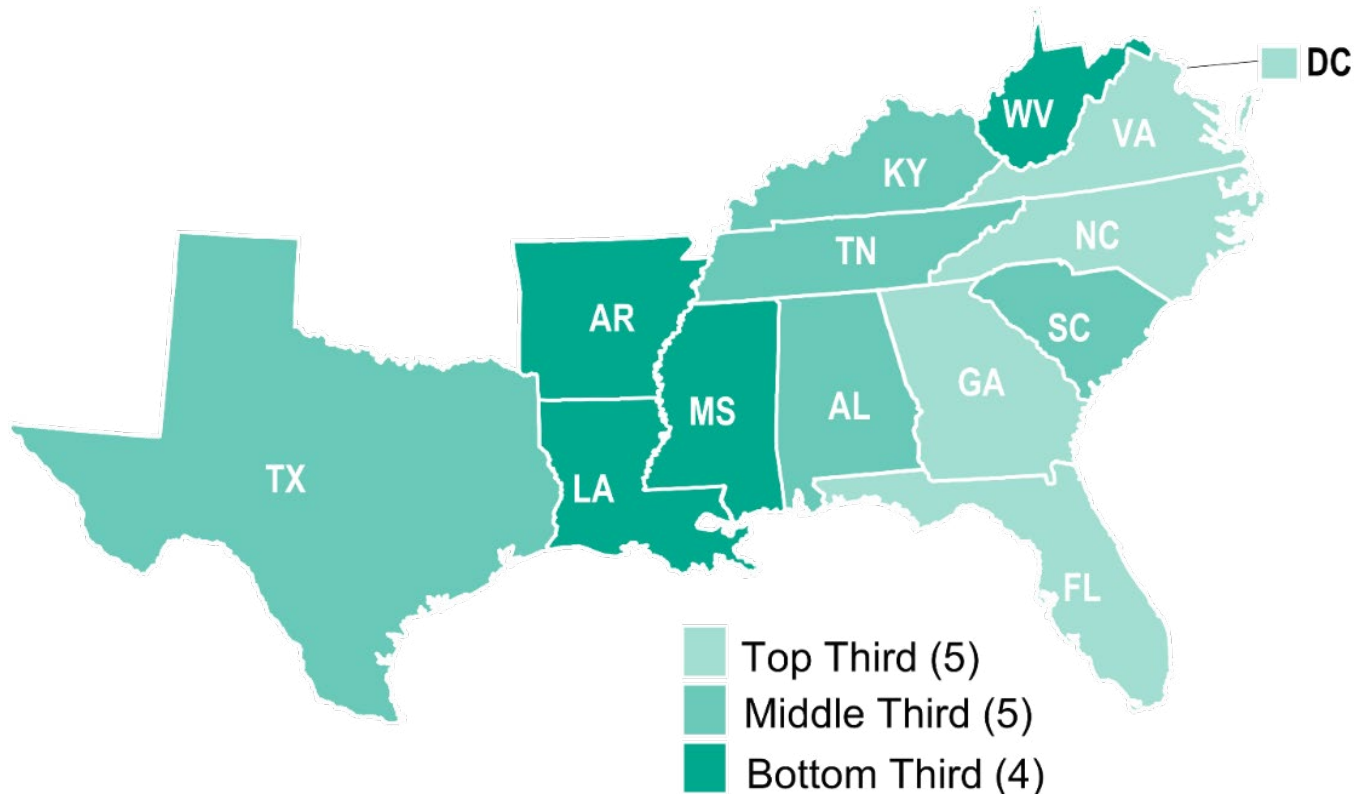 WV
DC
VA
KY
NC
TN
AR
SC
GA
MS
AL
TX
LA
FL
Top Third (5)
Middle Third (5)
Bottom Third (4)